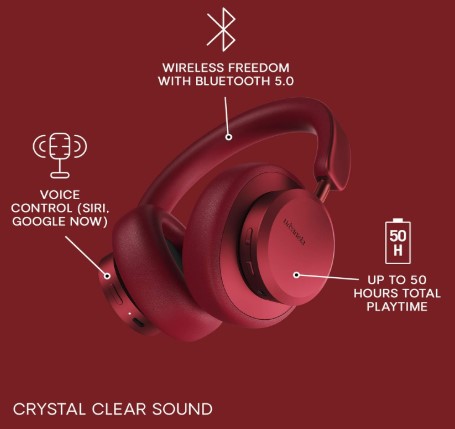 WIRELESS FREEDOM
WITH BLUETOOTH 5.0
VOICE
CONTROL (SIRI,
GOOGLE NOW)
50
H
UP TO 50
HOURS TOTAL
PLAYTIME
CRYSTAL CLEAR SOUND